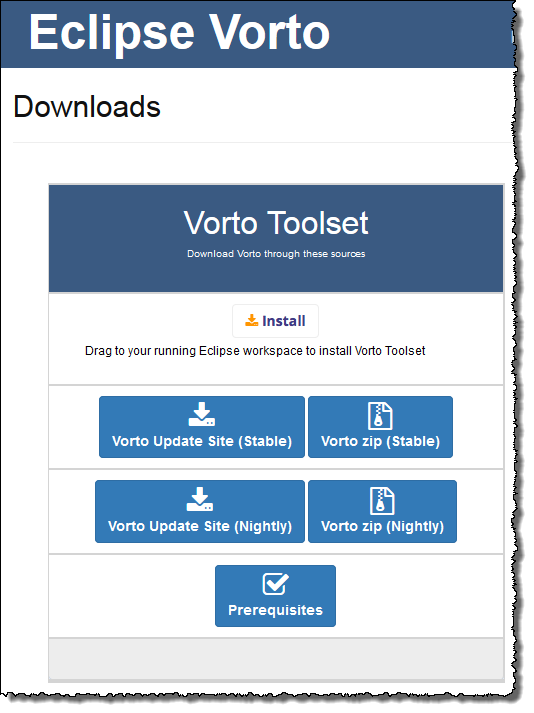 Eclipse Vorto
Downloads
Vorto Toolset
Download Vorto through these sources
Install
Drag to your running Eclipse workspace to install Vorto Toolset
Vorto Update Site (Stable)
Vorto zip (Stable)
Vorto Update Site (Nightly)
Vorto zip (Nightly)
Prerequisites